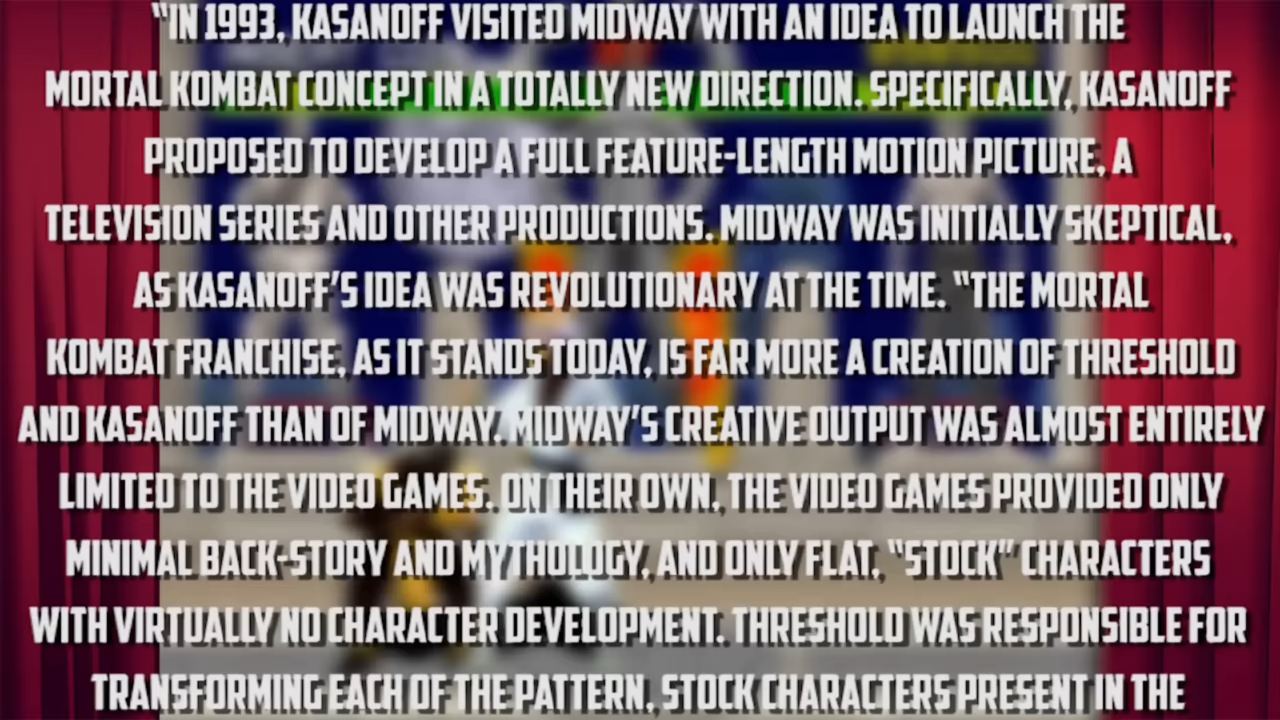 “IN 1993, KASANOFF VISITED MIDWAY WITH AN IDEA TO LAUNCH THE
MORTAL KOMBAT CONCEPT IN A TOTALLY NEW DIRECTION. SPECIFICALLY, KASANOFF
PROPOSED TO DEVELOP A FULL FEATURE-LENGTH MOTION PICTURE, A
TELEVISION SERIES AND OTHER PRODUCTIONS. MIDWAY WAS INITIALLY SKEPTICAL,
AS KASANOFF’S IDEA WAS REVOLUTIONARY AT THE TIME. “THE MORTAL
KOMBAT FRANCHISE, AS IT STANDS TODAY, IS FAR MORE A CREATION OF THRESHOLD
AND KASANOFF THAN OF MIDWAY. MIDWAY’S CREATIVE OUTPUT WAS ALMOST ENTIRELY
LIMITED TO THE VIDEO GAMES. ON THEIR OWN, THE VIDEO GAMES PROVIDED ONLY
MINIMAL BACK-STORY AND MYTHOLOGY, AND ONLY FLAT, “STOCK” CHARACTERS
WITH VIRTUALLY NO CHARACTER DEVELOPMENT. THRESHOLD WAS RESPONSIBLE FOR
TRANSFORMING EACH OF THE PATTERN, STOCK CHARACTERS PRESENT IN THE